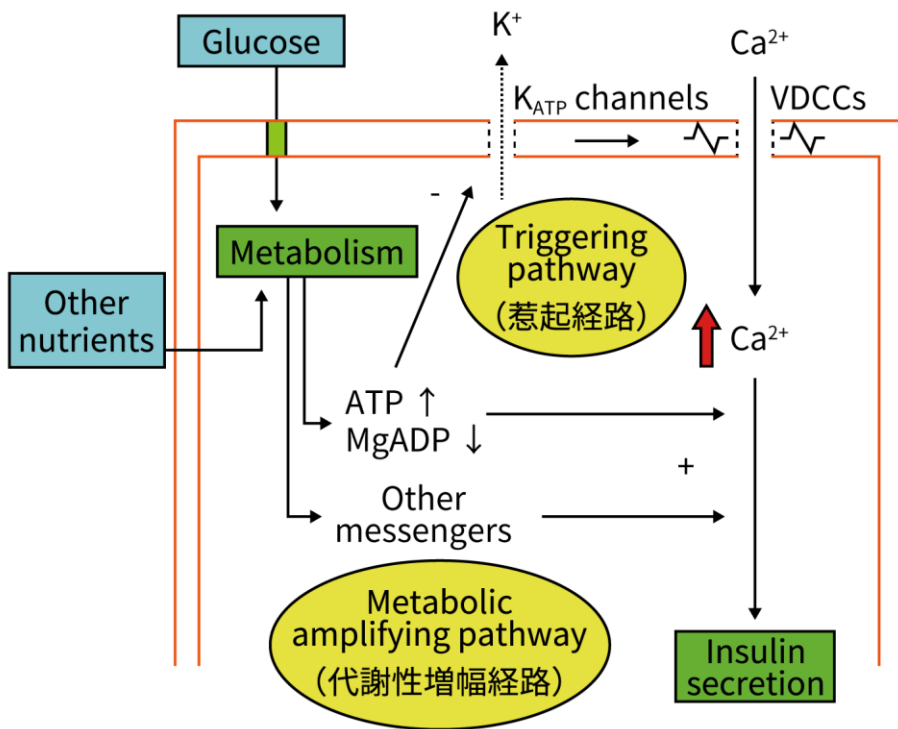 Glucose
K⁺
Ca²⁺
K_ATP channels
VDCCs
-
Metabolism
Triggering
pathway
（惹起経路）
Other
nutrients
Ca²⁺
ATP ↑
MgADP ↓
+
Other
messengers
Metabolic
amplifying pathway
（代謝性増幅経路）
Insulin
secretion